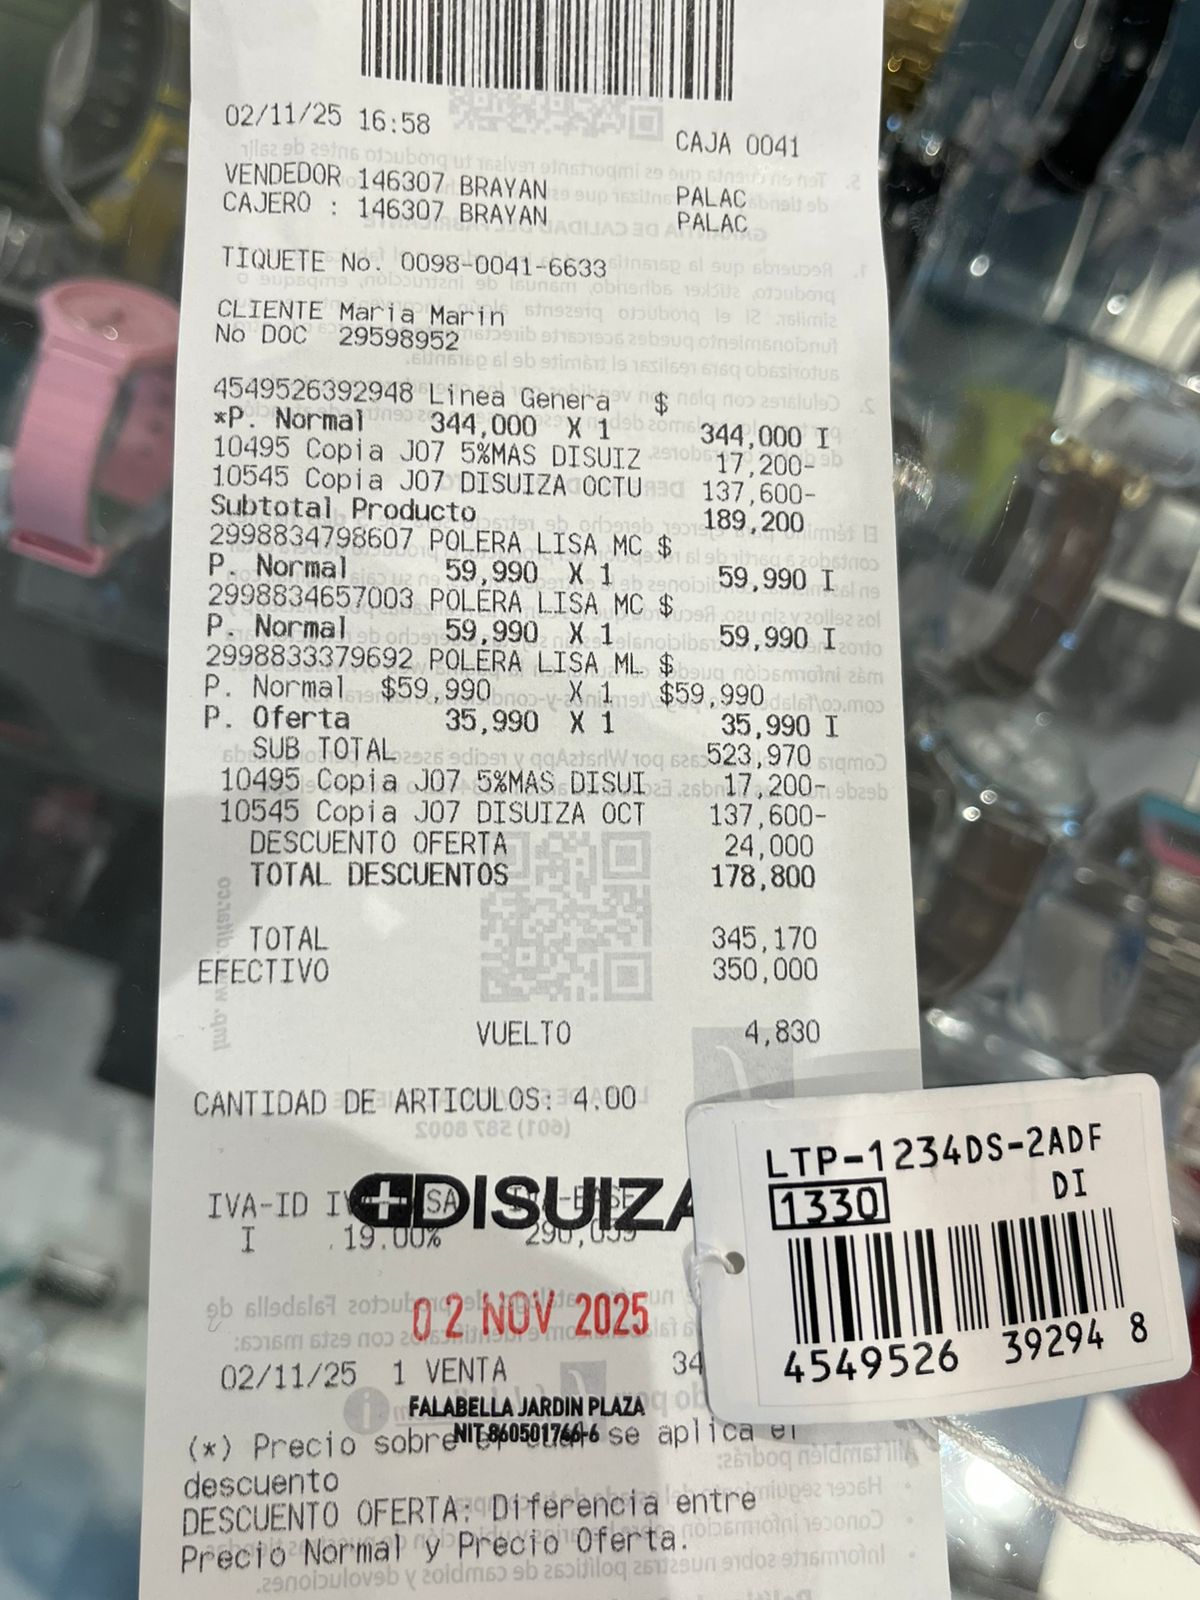 02/11/25 16:58 CAJA 0041
VENDEDOR 146307 BRAYAN PALAC
CAJERO : 146307 BRAYAN PALAC
TIQUETE No. 0098-0041-6633
CLIENTE Maria Marin
No DOC 29598952
4549526392948 Linea Genera $
*P. Normal 344,000 X 1 344,000 I
10495 Copia J07 5%MAS DISUIZ 17,200-
10545 Copia J07 DISUIZA OCTU 137,600-
Subtotal Producto 189,200
2998834798607 POLERA LISA MC $
P. Normal 59,990 X 1 59,990 I
2998834657003 POLERA LISA MC $
P. Normal 59,990 X 1 59,990 I
2998833379692 POLERA LISA ML $
P. Normal $59,990 X 1 $59,990
P. Oferta 35,990 X 1 35,990 I
SUB TOTAL 523,970
10495 Copia J07 5%MAS DISUI 17,200-
10545 Copia J07 DISUIZA OCT 137,600-
DESCUENTO OFERTA 24,000
TOTAL DESCUENTOS 178,800
TOTAL 345,170
EFECTIVO 350,000
VUELTO 4,830
CANTIDAD DE ARTICULOS: 4.00
DISUIZA
IVA-ID
I 19.00%
02 NOV 2025
02/11/25 1 VENTA 34
FALABELLA JARDIN PLAZA
NIT.860501766-6
(*) Precio sobre el cual se aplica el
descuento
DESCUENTO OFERTA: Diferencia entre
Precio Normal y Precio Oferta.
LTP-1234DS-2ADF
DI
1330
4549526 39294 8